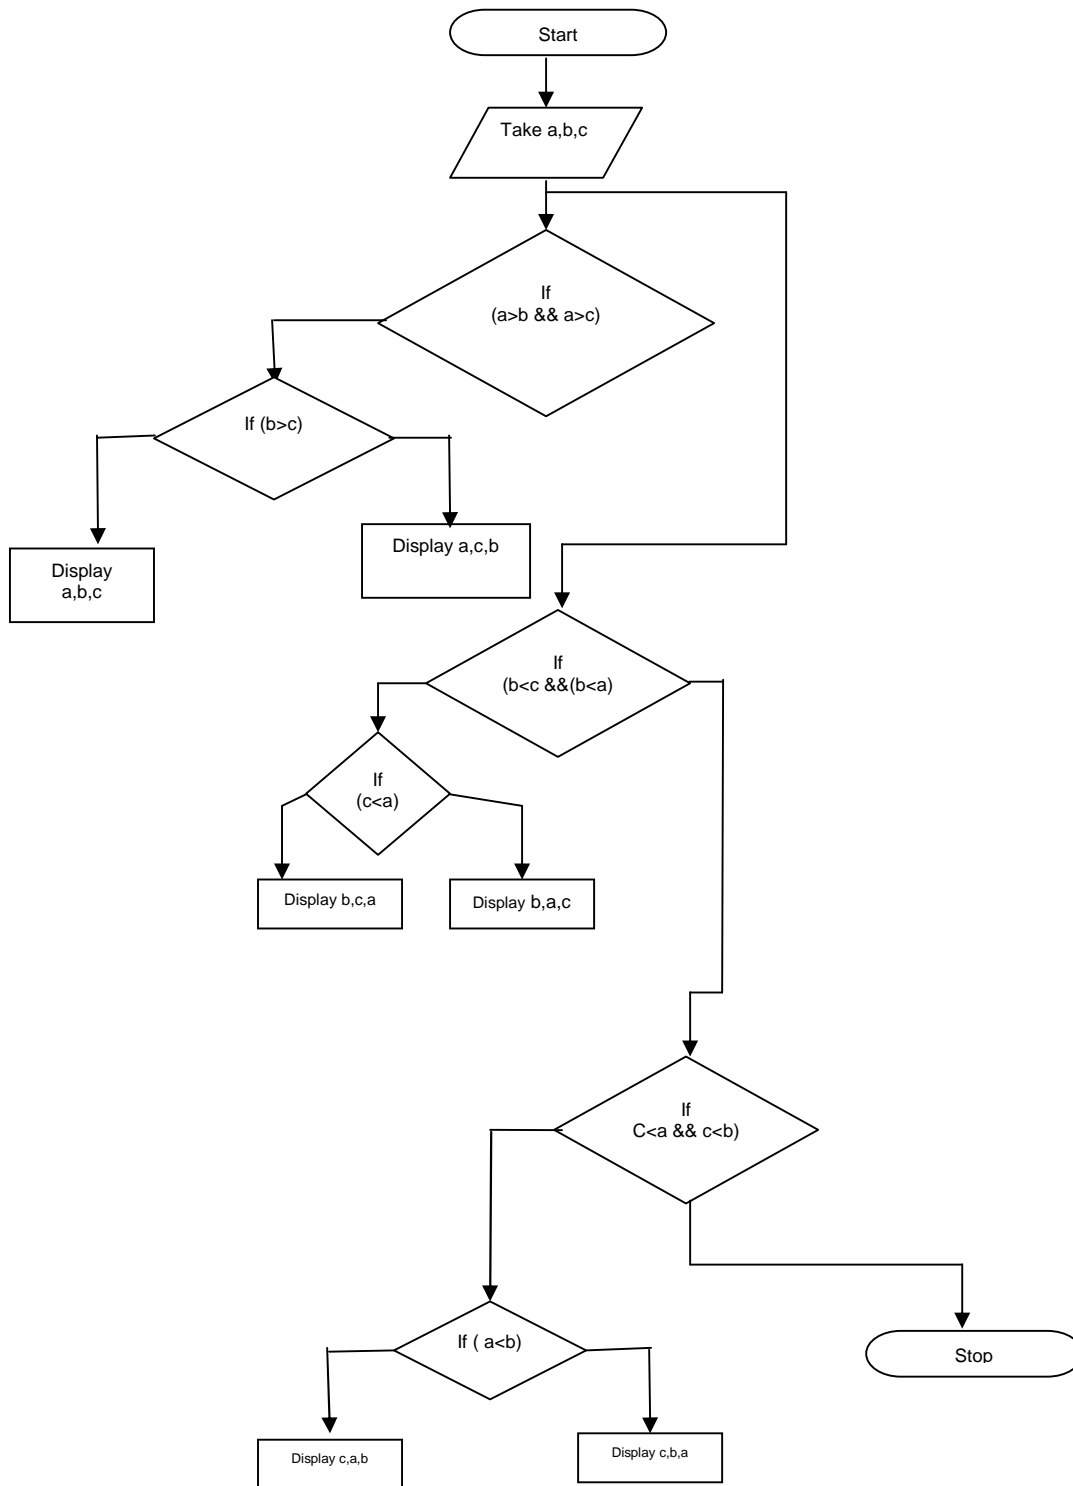 Start
Take a,b,c
If
(a>b && a>c)
If (b>c)
Display a,c,b
Display
a,b,c
If
(b<c &&(b<a)
If
(c<a)
Display b,c,a
Display b,a,c
If
C<a && c<b)
If ( a<b)
Stop
Display c,a,b
Display c,b,a